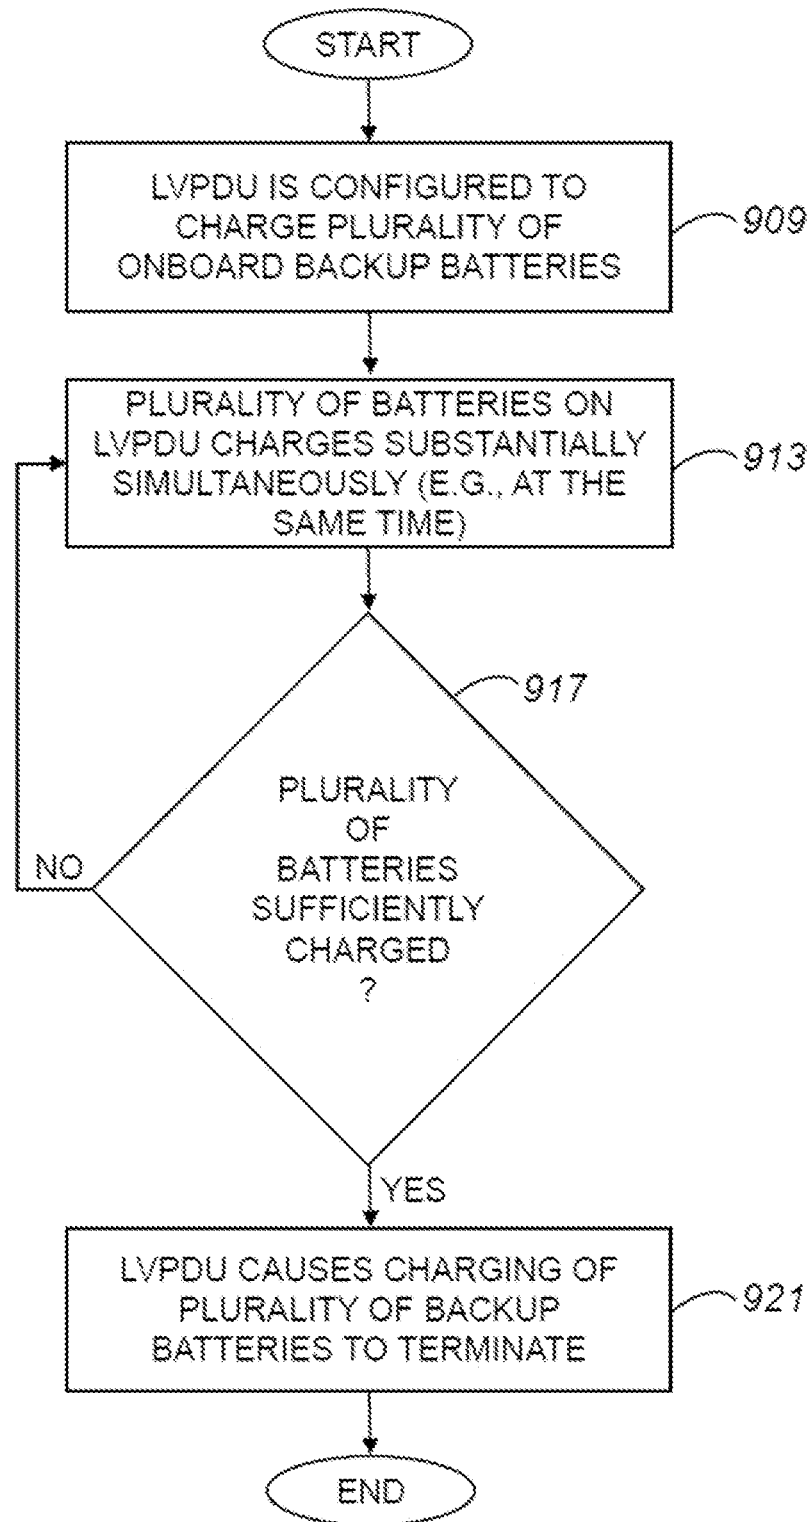 START
LVPDU IS CONFIGURED TO
CHARGE PLURALITY OF
ONBOARD BACKUP BATTERIES
909
PLURALITY OF BATTERIES ON
LVPDU CHARGES SUBSTANTIALLY
SIMULTANEOUSLY (E.G., AT THE
SAME TIME)
913
917
PLURALITY
OF
BATTERIES
SUFFICIENTLY
CHARGED
?
NO
YES
LVPDU CAUSES CHARGING OF
PLURALITY OF BACKUP
BATTERIES TO TERMINATE
921
END